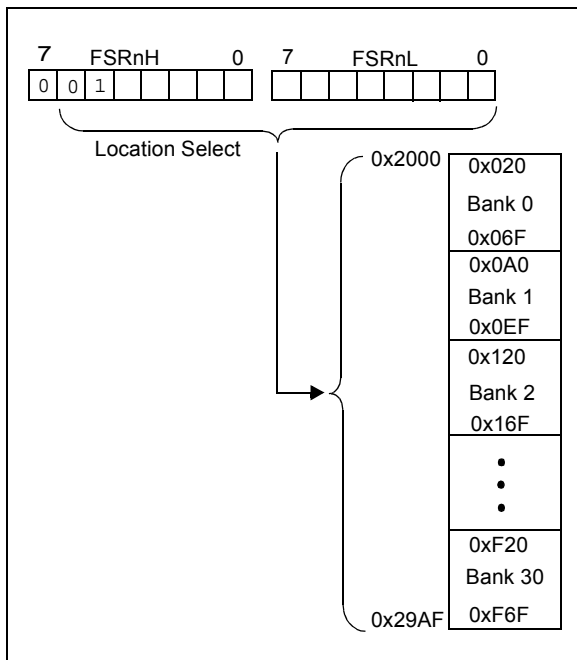 7 FSRnH 0 7 FSRnL 0
0 0 1
Location Select
0x2000 0x020
Bank 0
0x06F
0x0A0
Bank 1
0x0EF
0x120
Bank 2
0x16F
0xF20
Bank 30
0x29AF 0xF6F